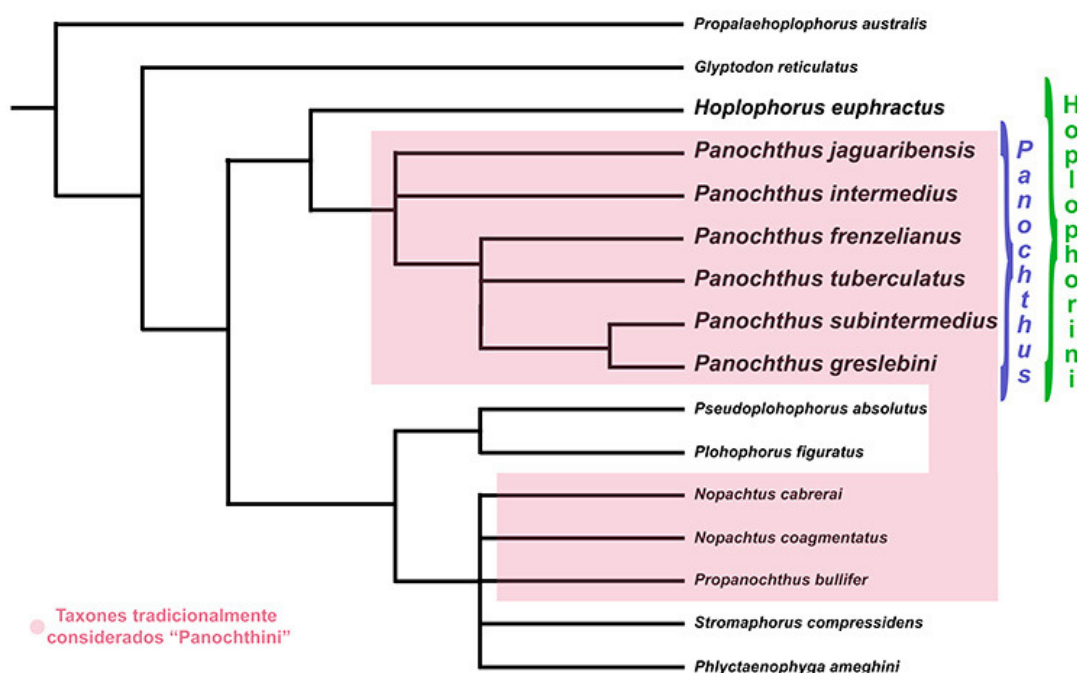 Propalaehoplophorus australis
Glyptodon reticulatus
Hoplophorus euphractus
Panochthus jaguaribensis
Panochthus intermedius
Panochthus frenzelianus
Panochthus tuberculatus
Panochthus subintermedius
Panochthus greslebini
Panochthus
Hoplophorini
Pseudoplohophorus absolutus
Plohophorus figuratus
Nopachtus cabrerai
Nopachtus coagmentatus
Propanochthus bullifer
Stromaphorus compressidens
Phlyctaenophyga ameghini
Taxones tradicionalmente
considerados “Panochthini”